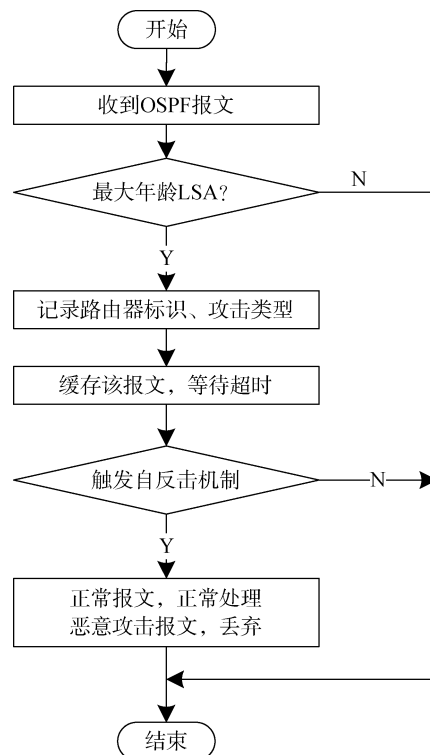 开始
收到OSPF报文
最大年龄LSA?
N
Y
记录路由器标识、攻击类型
缓存该报文，等待超时
触发自反击机制
N
Y
正常报文，正常处理
恶意攻击报文，丢弃
结束